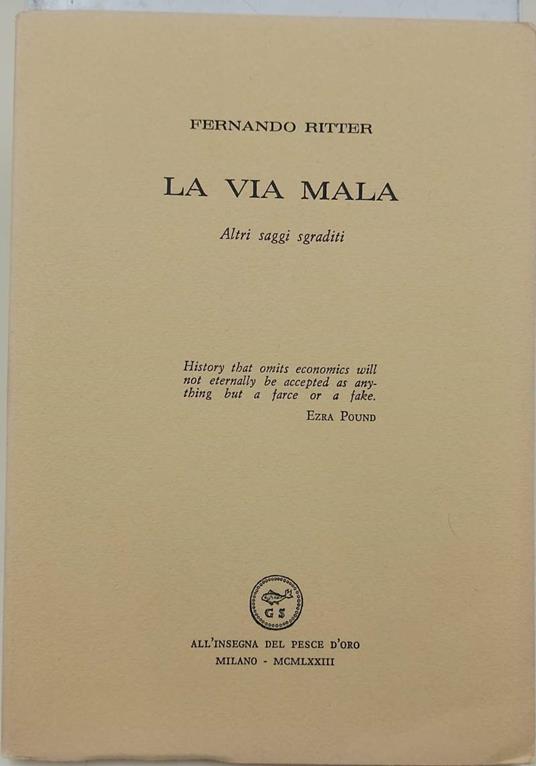 FERNANDO RITTER
LA VIA MALA
Altri saggi sgraditi
History that omits economics will
not eternally be accepted as any-
thing but a farce or a fake.
EZRA POUND
G S
ALL'INSEGNA DEL PESCE D'ORO
MILANO - MCMLXXIII